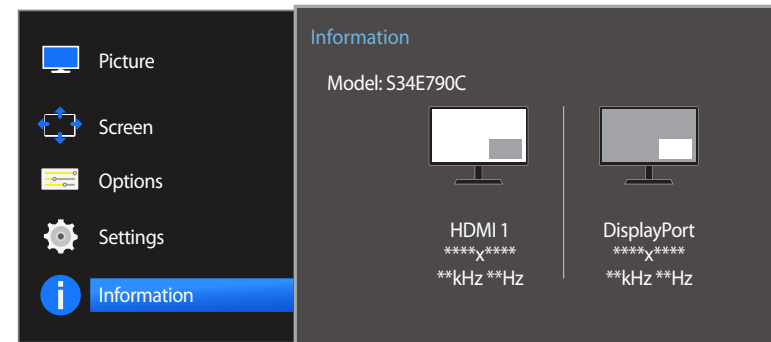 Picture
Screen
Options
Settings
Information
Information
Model: S34E790C
HDMI 1
****x****
**kHz **Hz
DisplayPort
****x****
**kHz **Hz